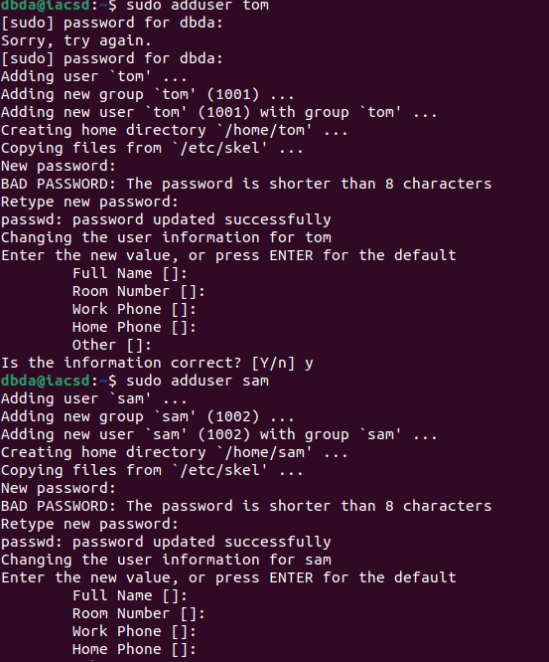 dbda@iacsd:~$ sudo adduser tom
[sudo] password for dbda:
Sorry, try again.
[sudo] password for dbda:
Adding user `tom' ...
Adding new group `tom' (1001) ...
Adding new user `tom' (1001) with group `tom' ...
Creating home directory `/home/tom' ...
Copying files from `/etc/skel' ...
New password:
BAD PASSWORD: The password is shorter than 8 characters
Retype new password:
passwd: password updated successfully
Changing the user information for tom
Enter the new value, or press ENTER for the default
        Full Name []:
        Room Number []:
        Work Phone []:
        Home Phone []:
        Other []:
Is the information correct? [Y/n] y
dbda@iacsd:~$ sudo adduser sam
Adding user `sam' ...
Adding new group `sam' (1002) ...
Adding new user `sam' (1002) with group `sam' ...
Creating home directory `/home/sam' ...
Copying files from `/etc/skel' ...
New password:
BAD PASSWORD: The password is shorter than 8 characters
Retype new password:
passwd: password updated successfully
Changing the user information for sam
Enter the new value, or press ENTER for the default
        Full Name []:
        Room Number []:
        Work Phone []:
        Home Phone []: